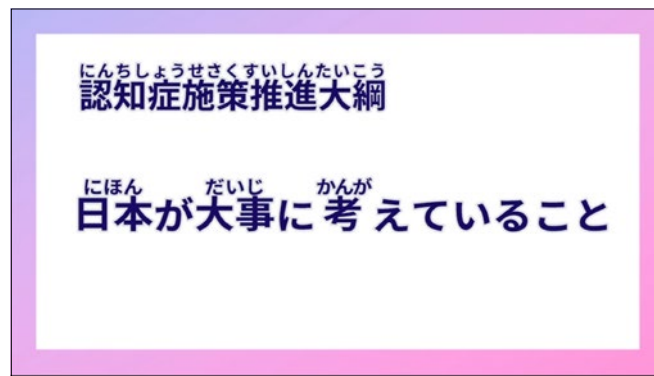 にんちしょうせさくすいしんたいこう
認知症施策推進大綱
にほん だいじ かんが
日本が大事に考えていること